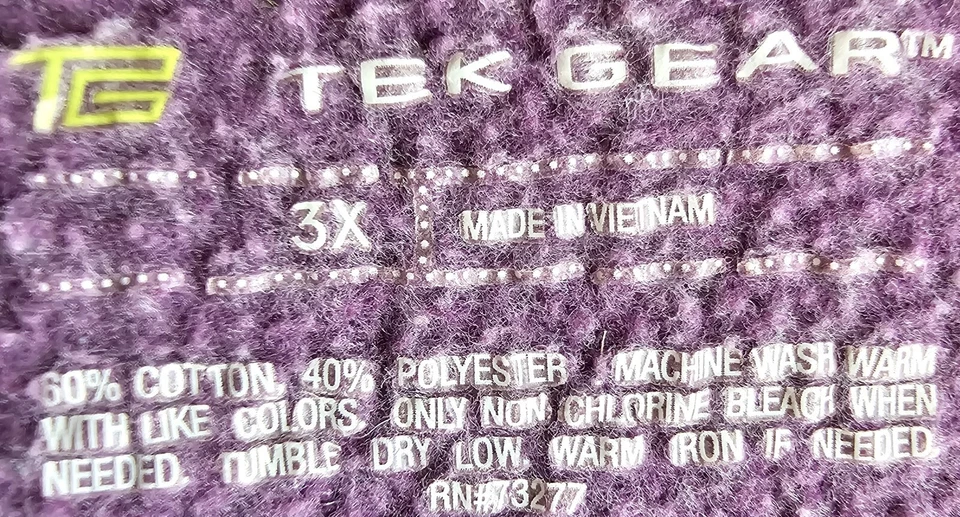 TG TEK GEAR™
3X MADE IN VIETNAM
60% COTTON, 40% POLYESTER. MACHINE WASH WARM
WITH LIKE COLORS. ONLY NON CHLORINE BLEACH WHEN
NEEDED. TUMBLE DRY LOW. WARM IRON IF NEEDED.
RN#73277